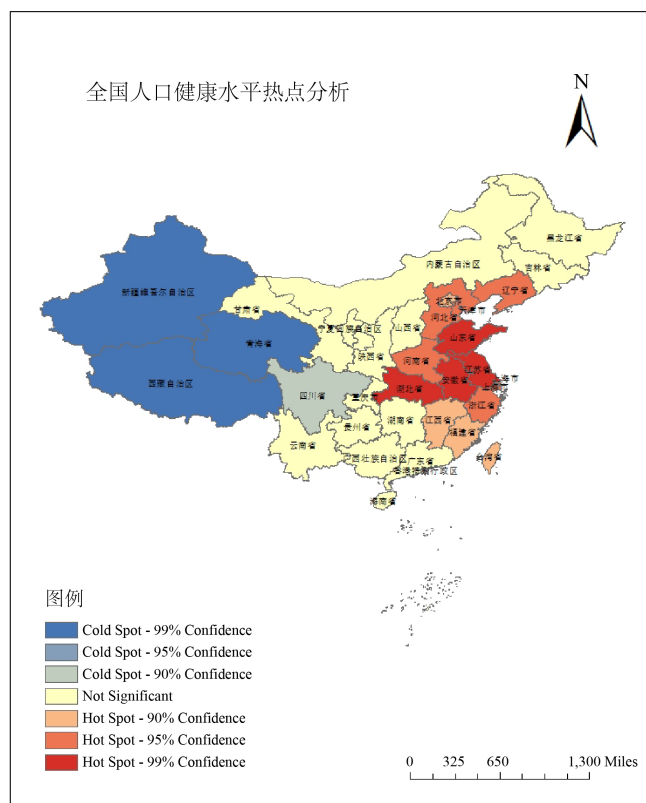 全国人口健康水平热点分析
N
黑龙江省
内蒙古自治区
吉林省
新疆维吾尔自治区
辽宁省
北京市
天津市
甘肃省
河北省
宁夏回族自治区
山西省
山东省
青海省
陕西省
河南省
江苏省
西藏自治区
安徽省
上海市
四川省
湖北省
重庆市
浙江省
湖南省
江西省
贵州省
福建省
云南省
台湾省
广西壮族自治区
广东省
香港特别行政区
海南省
图例
Cold Spot - 99% Confidence
Cold Spot - 95% Confidence
Cold Spot - 90% Confidence
Not Significant
Hot Spot - 90% Confidence
Hot Spot - 95% Confidence
Hot Spot - 99% Confidence
0 325 650 1,300 Miles